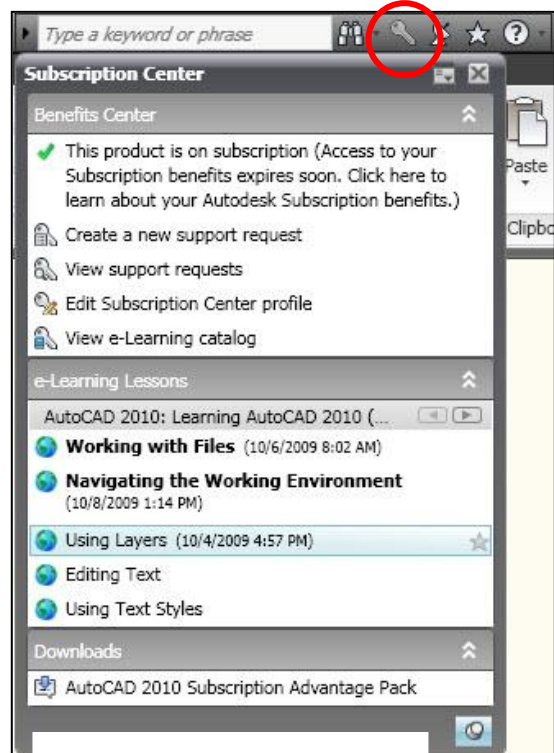 Type a keyword or phrase
Subscription Center
Benefits Center
This product is on subscription (Access to your
Subscription benefits expires soon. Click here to
learn about your Autodesk Subscription benefits.)
Create a new support request
View support requests
Edit Subscription Center profile
View e-Learning catalog
e-Learning Lessons
AutoCAD 2010: Learning AutoCAD 2010 (...
Working with Files (10/6/2009 8:02 AM)
Navigating the Working Environment
(10/8/2009 1:14 PM)
Using Layers (10/4/2009 4:57 PM)
Editing Text
Using Text Styles
Downloads
AutoCAD 2010 Subscription Advantage Pack
Paste
Clipbo